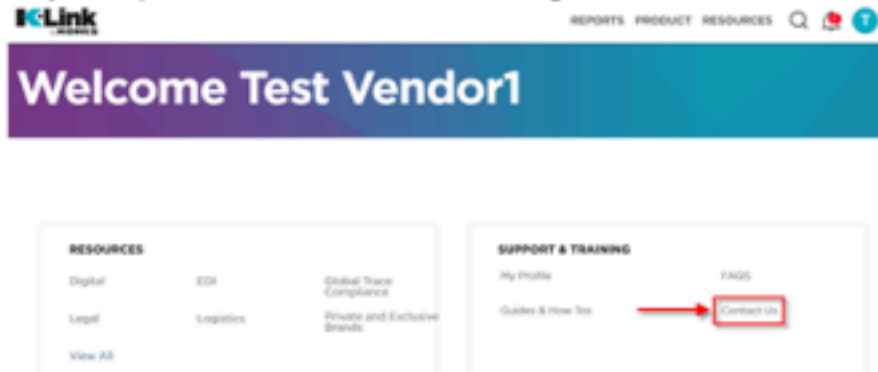 K-Link
REPORTS PRODUCT RESOURCES
T
Welcome Test Vendor1
RESOURCES
Digital
EDI
Global Trace
Compliance
Legal
Logistics
Private and Exclusive
Brands
View All
SUPPORT & TRAINING
My Profile
FAQS
Guides & How Tos
Contact Us